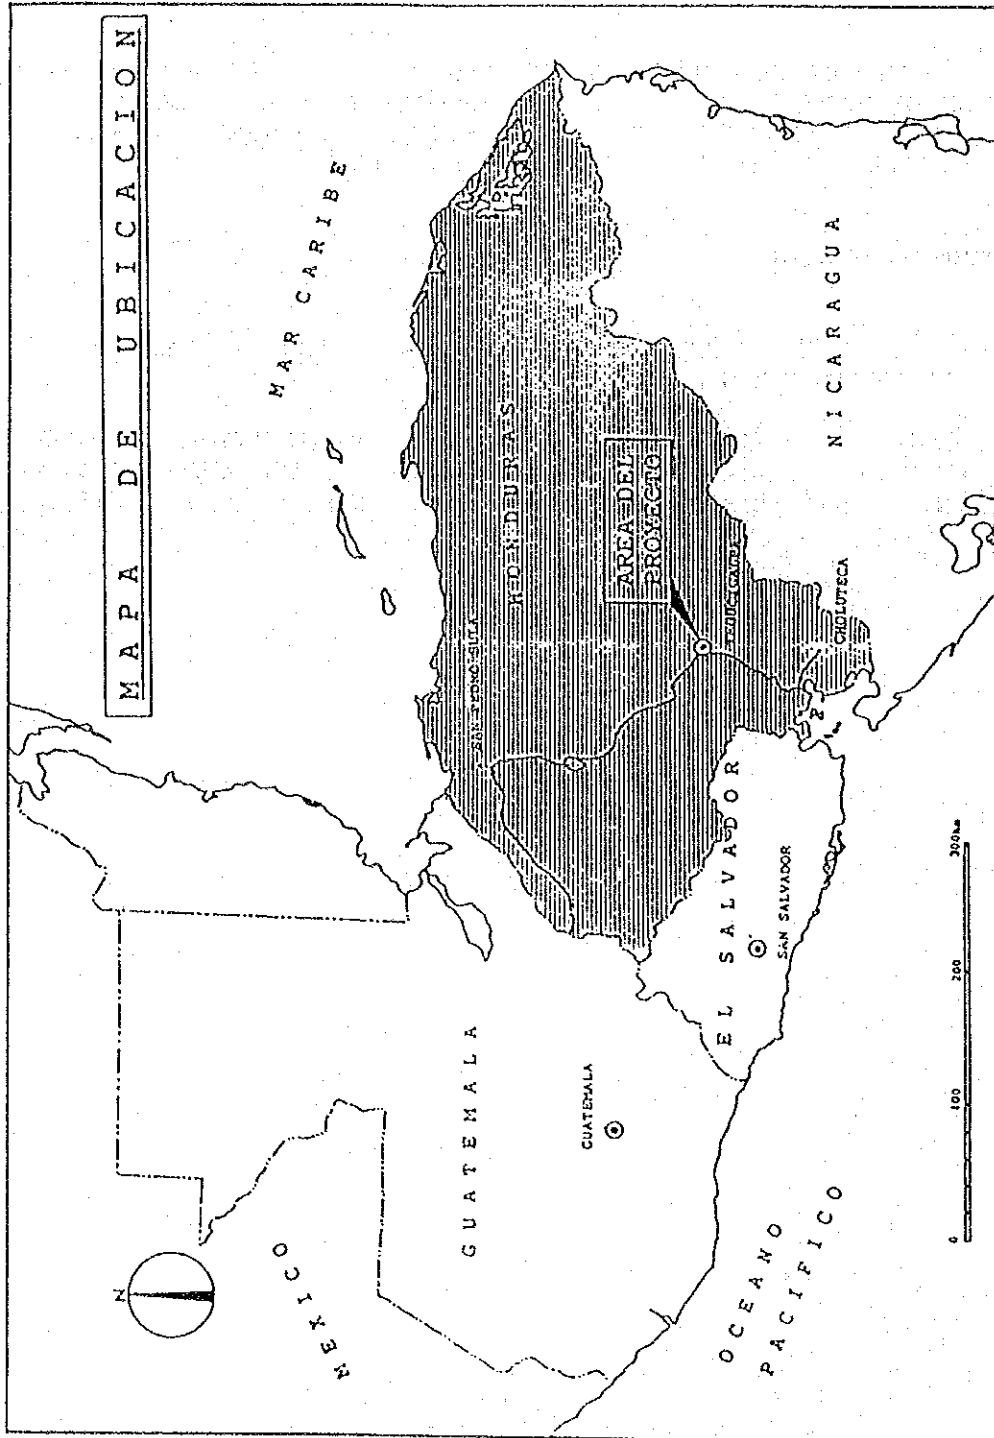 MAPA DE UBICACION
N
MEXICO
MAR CARIBE
GUATEMALA
GUATEMALA
SAN PEDRO SULA
HONDURAS
AREA DEL
PROYECTO
TEGUCIGALPA
CHOLUTECA
NICARAGUA
EL SALVADOR
SAN SALVADOR
OCEANO
PACIFICO
0 100 200 300km